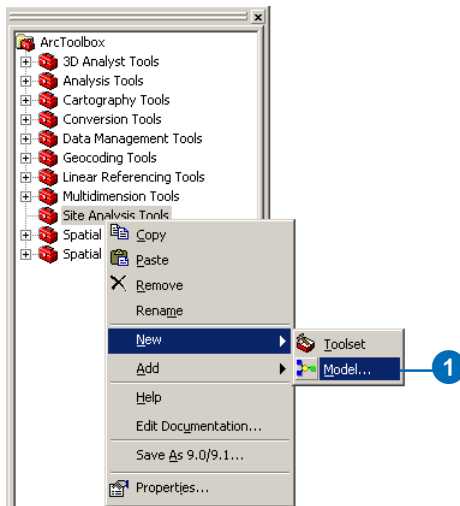 ArcToolbox
3D Analyst Tools
Analysis Tools
Cartography Tools
Conversion Tools
Data Management Tools
Geocoding Tools
Linear Referencing Tools
Multidimension Tools
Site Analysis Tools
Spatial
Spatial
Copy
Paste
Remove
Rename
New
Toolset
Add
Model...
1
Help
Edit Documentation...
Save As 9.0/9.1...
Properties...